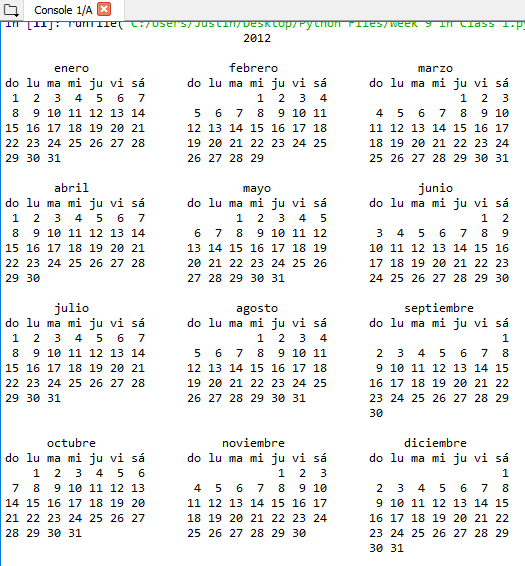 Console 1/A
In [11]: runfile('C:/Users/Justin/Desktop/Python Files/Week 9 In Class 1.py
2012
enero febrero marzo
do lu ma mi ju vi sá do lu ma mi ju vi sá do lu ma mi ju vi sá
1 2 3 4 5 6 7 1 2 3 4 1 2 3
8 9 10 11 12 13 14 5 6 7 8 9 10 11 4 5 6 7 8 9 10
15 16 17 18 19 20 21 12 13 14 15 16 17 18 11 12 13 14 15 16 17
22 23 24 25 26 27 28 19 20 21 22 23 24 25 18 19 20 21 22 23 24
29 30 31 26 27 28 29 25 26 27 28 29 30 31
abril mayo junio
do lu ma mi ju vi sá do lu ma mi ju vi sá do lu ma mi ju vi sá
1 2 3 4 5 6 7 1 2 3 4 5 1 2
8 9 10 11 12 13 14 6 7 8 9 10 11 12 3 4 5 6 7 8 9
15 16 17 18 19 20 21 13 14 15 16 17 18 19 10 11 12 13 14 15 16
22 23 24 25 26 27 28 20 21 22 23 24 25 26 17 18 19 20 21 22 23
29 30 27 28 29 30 31 24 25 26 27 28 29 30
julio agosto septiembre
do lu ma mi ju vi sá do lu ma mi ju vi sá do lu ma mi ju vi sá
1 2 3 4 5 6 7 1 2 3 4 1
8 9 10 11 12 13 14 5 6 7 8 9 10 11 2 3 4 5 6 7 8
15 16 17 18 19 20 21 12 13 14 15 16 17 18 9 10 11 12 13 14 15
22 23 24 25 26 27 28 19 20 21 22 23 24 25 16 17 18 19 20 21 22
29 30 31 26 27 28 29 30 31 23 24 25 26 27 28 29
30
octubre noviembre diciembre
do lu ma mi ju vi sá do lu ma mi ju vi sá do lu ma mi ju vi sá
1 2 3 4 5 6 1 2 3 1
7 8 9 10 11 12 13 4 5 6 7 8 9 10 2 3 4 5 6 7 8
14 15 16 17 18 19 20 11 12 13 14 15 16 17 9 10 11 12 13 14 15
21 22 23 24 25 26 27 18 19 20 21 22 23 24 16 17 18 19 20 21 22
28 29 30 31 25 26 27 28 29 30 23 24 25 26 27 28 29
30 31